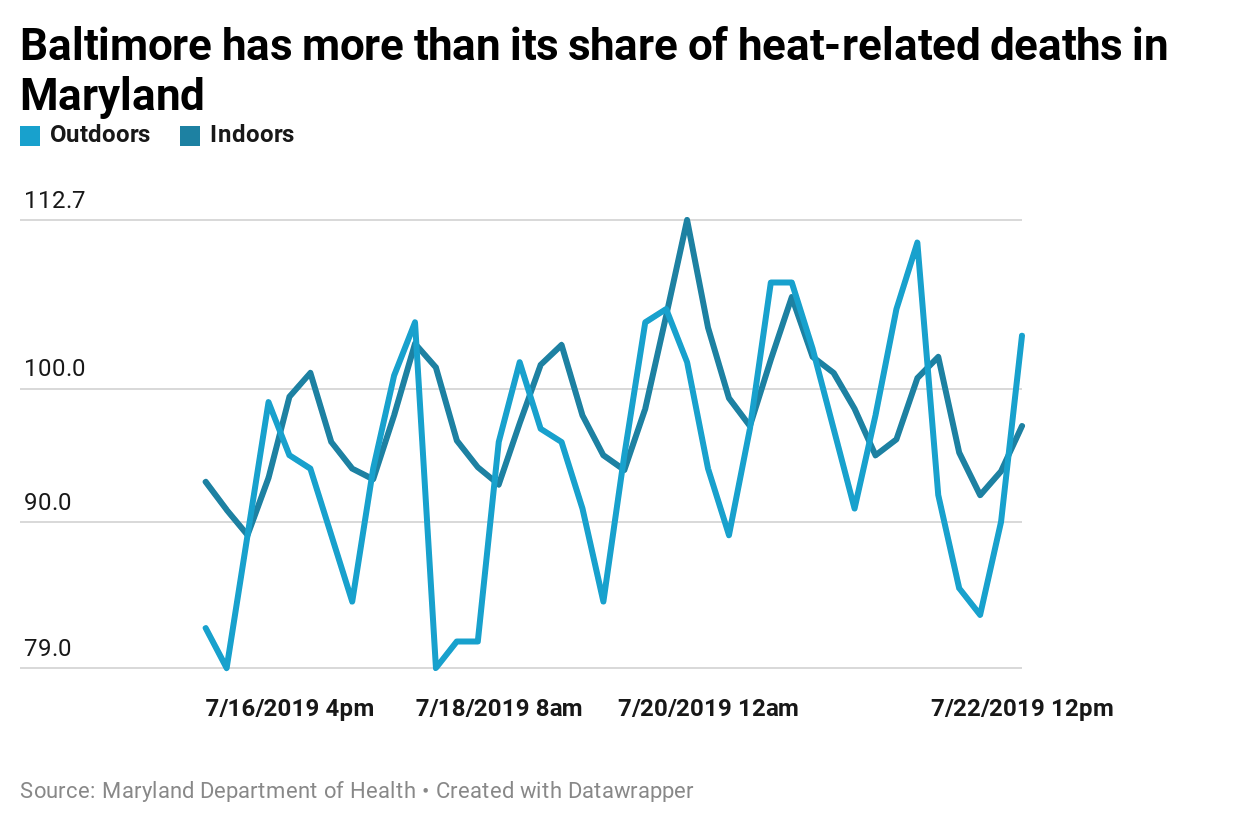 Baltimore has more than its share of heat-related deaths in
Maryland
Outdoors Indoors
112.7
100.0
90.0
79.0
7/16/2019 4pm 7/18/2019 8am 7/20/2019 12am 7/22/2019 12pm
Source: Maryland Department of Health • Created with Datawrapper